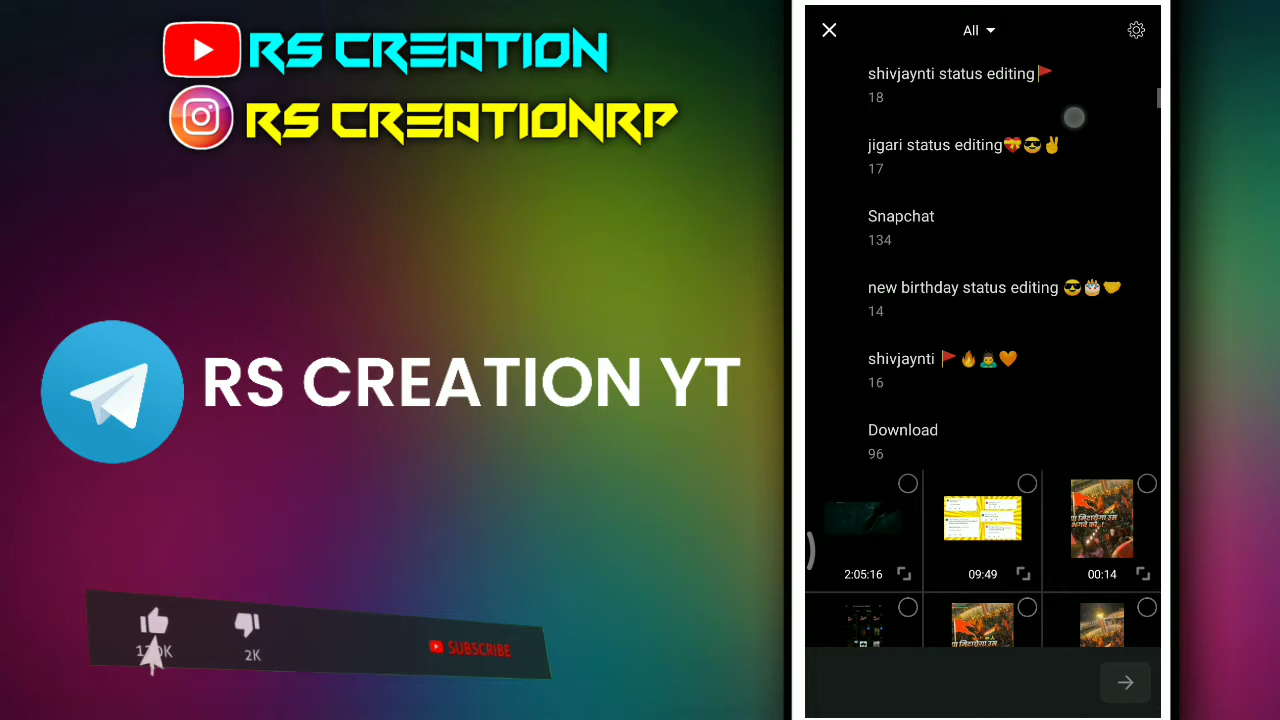 RS CREATION
RS CREATIONRP
RS CREATION YT
2K
SUBSCRIBE
All
shivjaynti status editing🚩
18
jigari status editing💝😎✌
17
Snapchat
134
new birthday status editing 😎🎂🤝
14
shivjaynti 🚩🔥🙇‍♂️🧡
16
Download
96
2:05:16
09:49
00:14